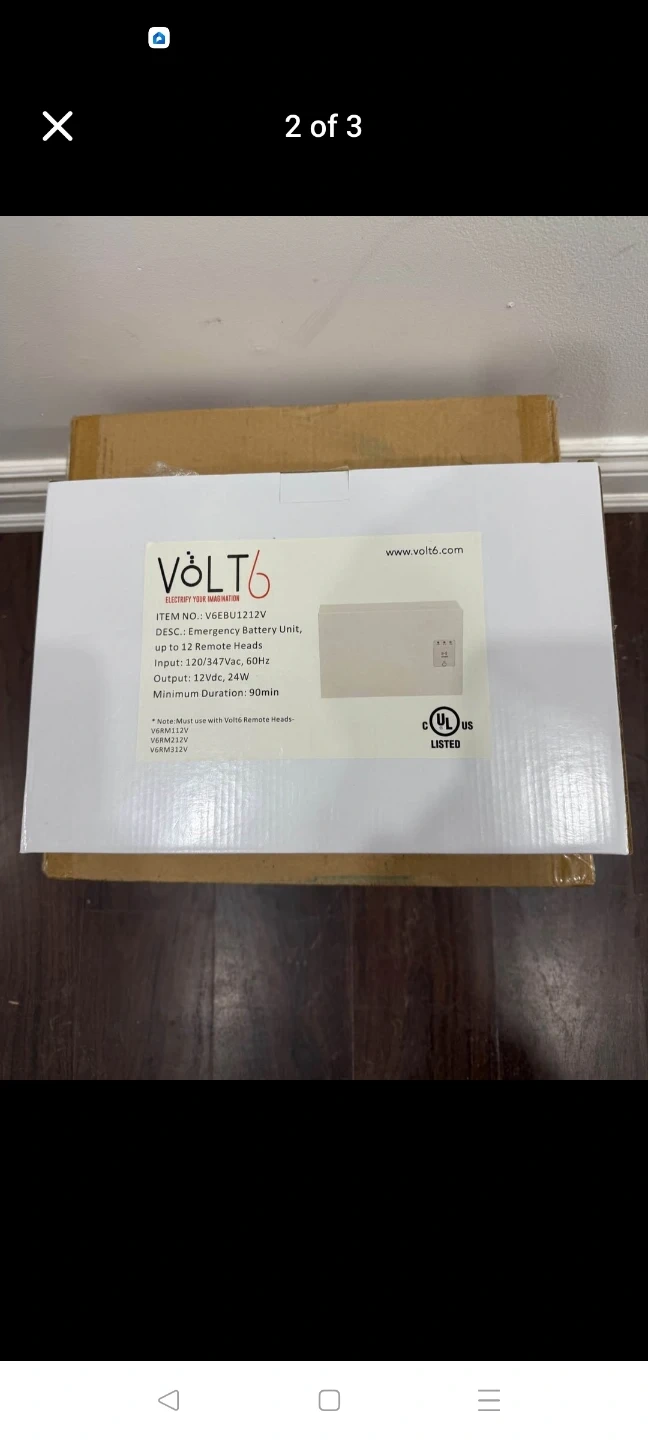 2 of 3
VOLT6
ELECTRIFY YOUR IMAGINATION
www.volt6.com
ITEM NO.: V6EBU1212V
DESC.: Emergency Battery Unit,
up to 12 Remote Heads
Input: 120/347Vac, 60Hz
Output: 12Vdc, 24W
Minimum Duration: 90min
* Note:Must use with Volt6 Remote Heads-
V6RM112V
V6RM212V
V6RM312V
C UL US
LISTED